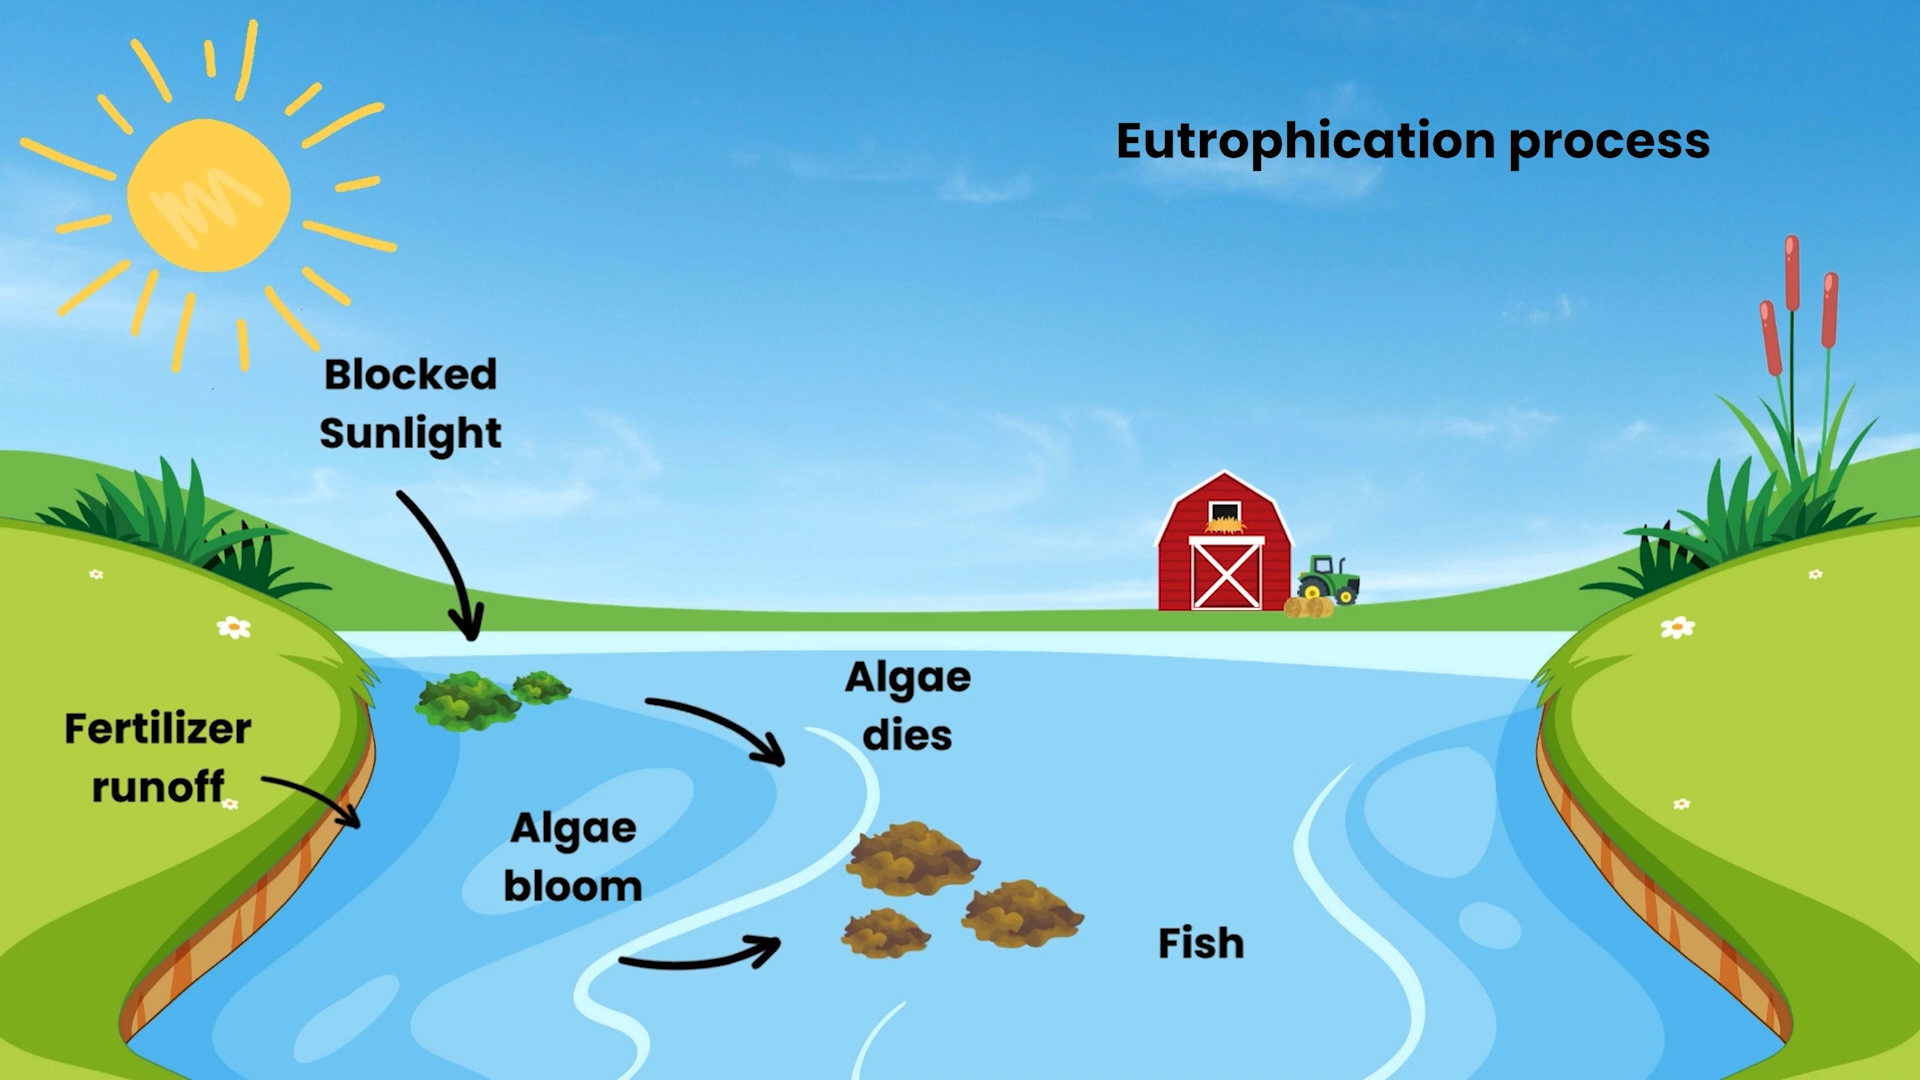 Eutrophication process
Blocked
Sunlight
Fertilizer
runoff
Algae
bloom
Algae
dies
Fish